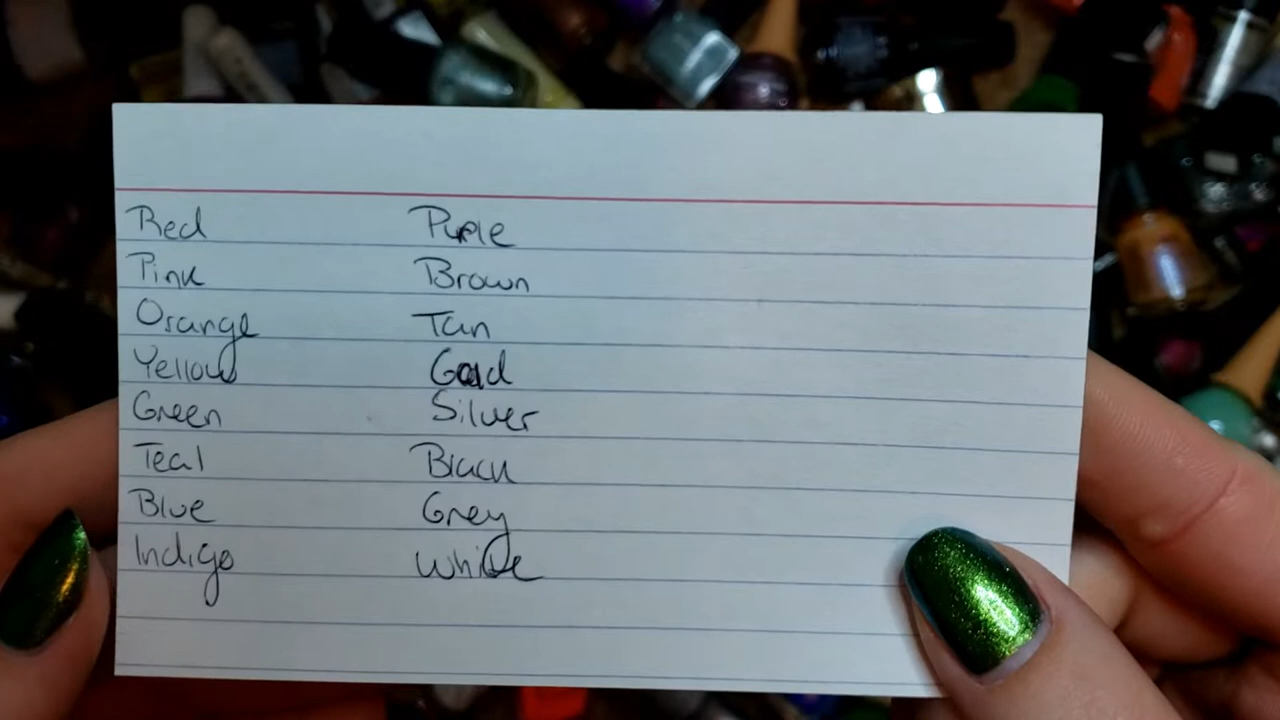 Red
Pink
Orange
Yellow
Green
Teal
Blue
Indigo
Purple
Brown
Tan
Gold
Silver
Black
Grey
White